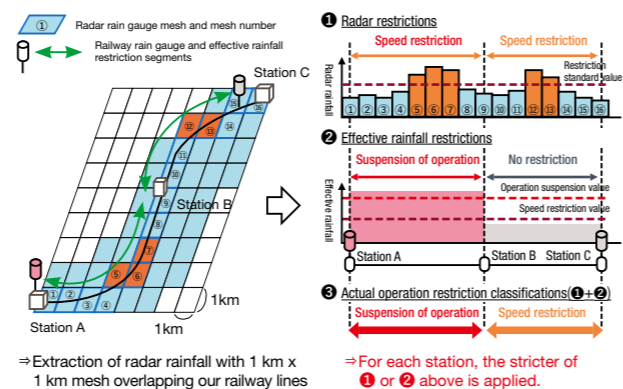 ① Radar rain gauge mesh and mesh number
Railway rain gauge and effective rainfall
restriction segments
Station C
⑮ ⑯
⑫ ⑬ ⑭
⑪
⑩
⑨
Station B
⑧
⑦
⑤ ⑥
① ② ③ ④
Station A
1km
1km
⇒Extraction of radar rainfall with 1 km x
1 km mesh overlapping our railway lines
❶ Radar restrictions
Speed restriction Speed restriction
Restriction
standard value
Radar
rainfall
① ② ③ ④ ⑤ ⑥ ⑦ ⑧ ⑨ ⑩ ⑪ ⑫ ⑬ ⑭ ⑮ ⑯
❷ Effective rainfall restrictions
Suspension of operation No restriction
Operation suspension value
Speed restriction value
Effective
rainfall
Station A Station B Station C
❸ Actual operation restriction classifications(❶+❷)
Suspension of operation Speed restriction
⇒For each station, the stricter of
❶ or ❷ above is applied.